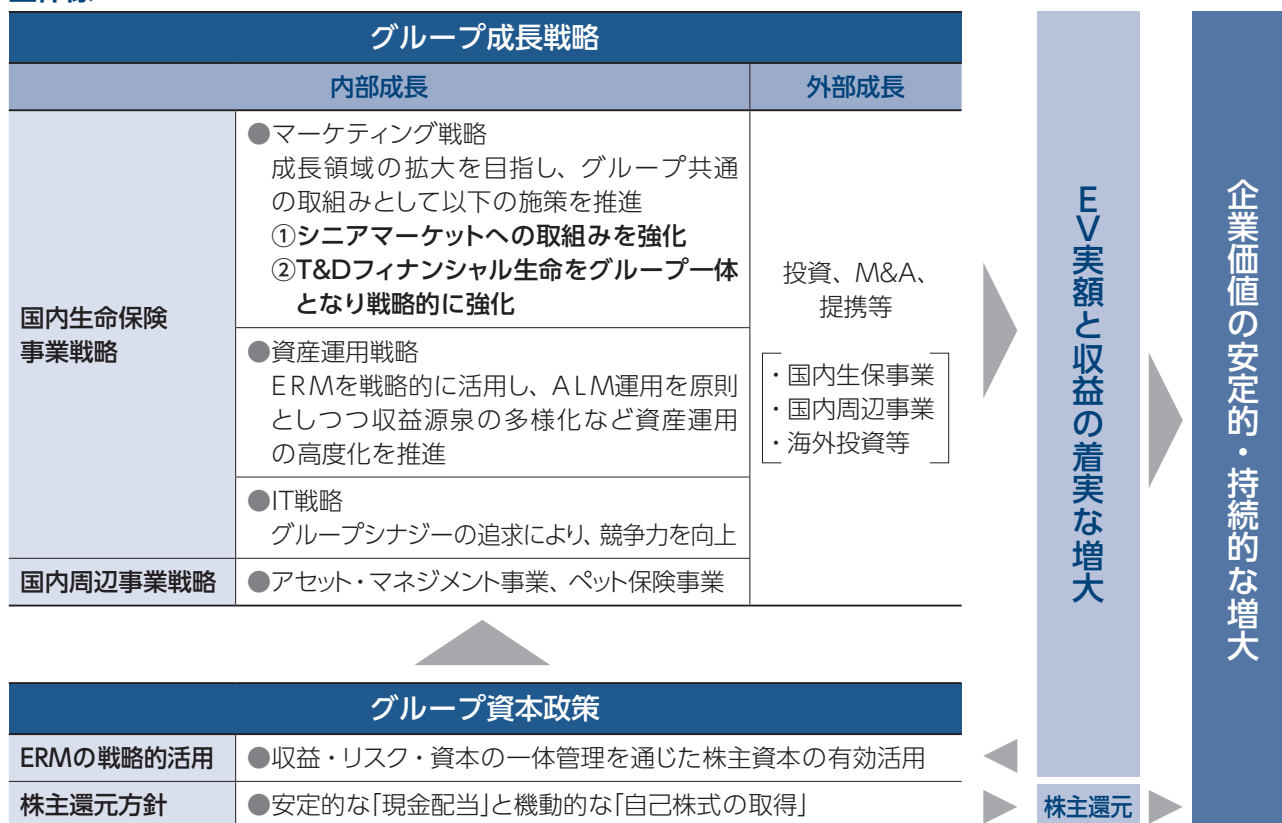 グループ成長戦略
内部成長
外部成長
国内生命保険
事業戦略
●マーケティング戦略
成長領域の拡大を目指し、グループ共通
の取組みとして以下の施策を推進
①シニアマーケットへの取組みを強化
②T&Dフィナンシャル生命をグループ一体
となり戦略的に強化
●資産運用戦略
ERMを戦略的に活用し、ALM運用を原則
としつつ収益源泉の多様化など資産運用
の高度化を推進
●IT戦略
グループシナジーの追求により、競争力を向上
国内周辺事業戦略
●アセット・マネジメント事業、ペット保険事業
投資、M&A、
提携等
・国内生保事業
・国内周辺事業
・海外投資等
グループ資本政策
ERMの戦略的活用
●収益・リスク・資本の一体管理を通じた株主資本の有効活用
株主還元方針
●安定的な「現金配当」と機動的な「自己株式の取得」
EV実額と収益の着実な増大
株主還元
企業価値の安定的・持続的な増大